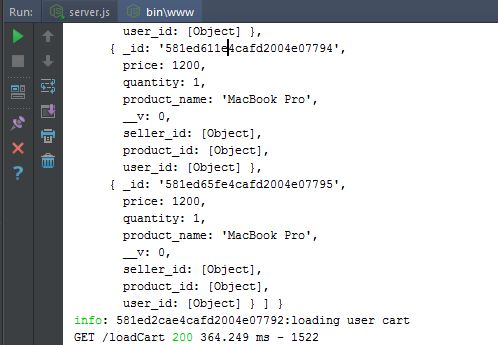 Run: server.js bin\www
user_id: [Object] },
{ _id: '581ed611e4cafd2004e07794',
price: 1200,
quantity: 1,
product_name: 'MacBook Pro',
__v: 0,
seller_id: [Object],
product_id: [Object],
user_id: [Object] },
{ _id: '581ed65fe4cafd2004e07795',
price: 1200,
quantity: 1,
product_name: 'MacBook Pro',
__v: 0,
seller_id: [Object],
product_id: [Object],
user_id: [Object] } ] }
info: 581ed2cae4cafd2004e07792:loading user cart
GET /loadCart 200 364.249 ms - 1522